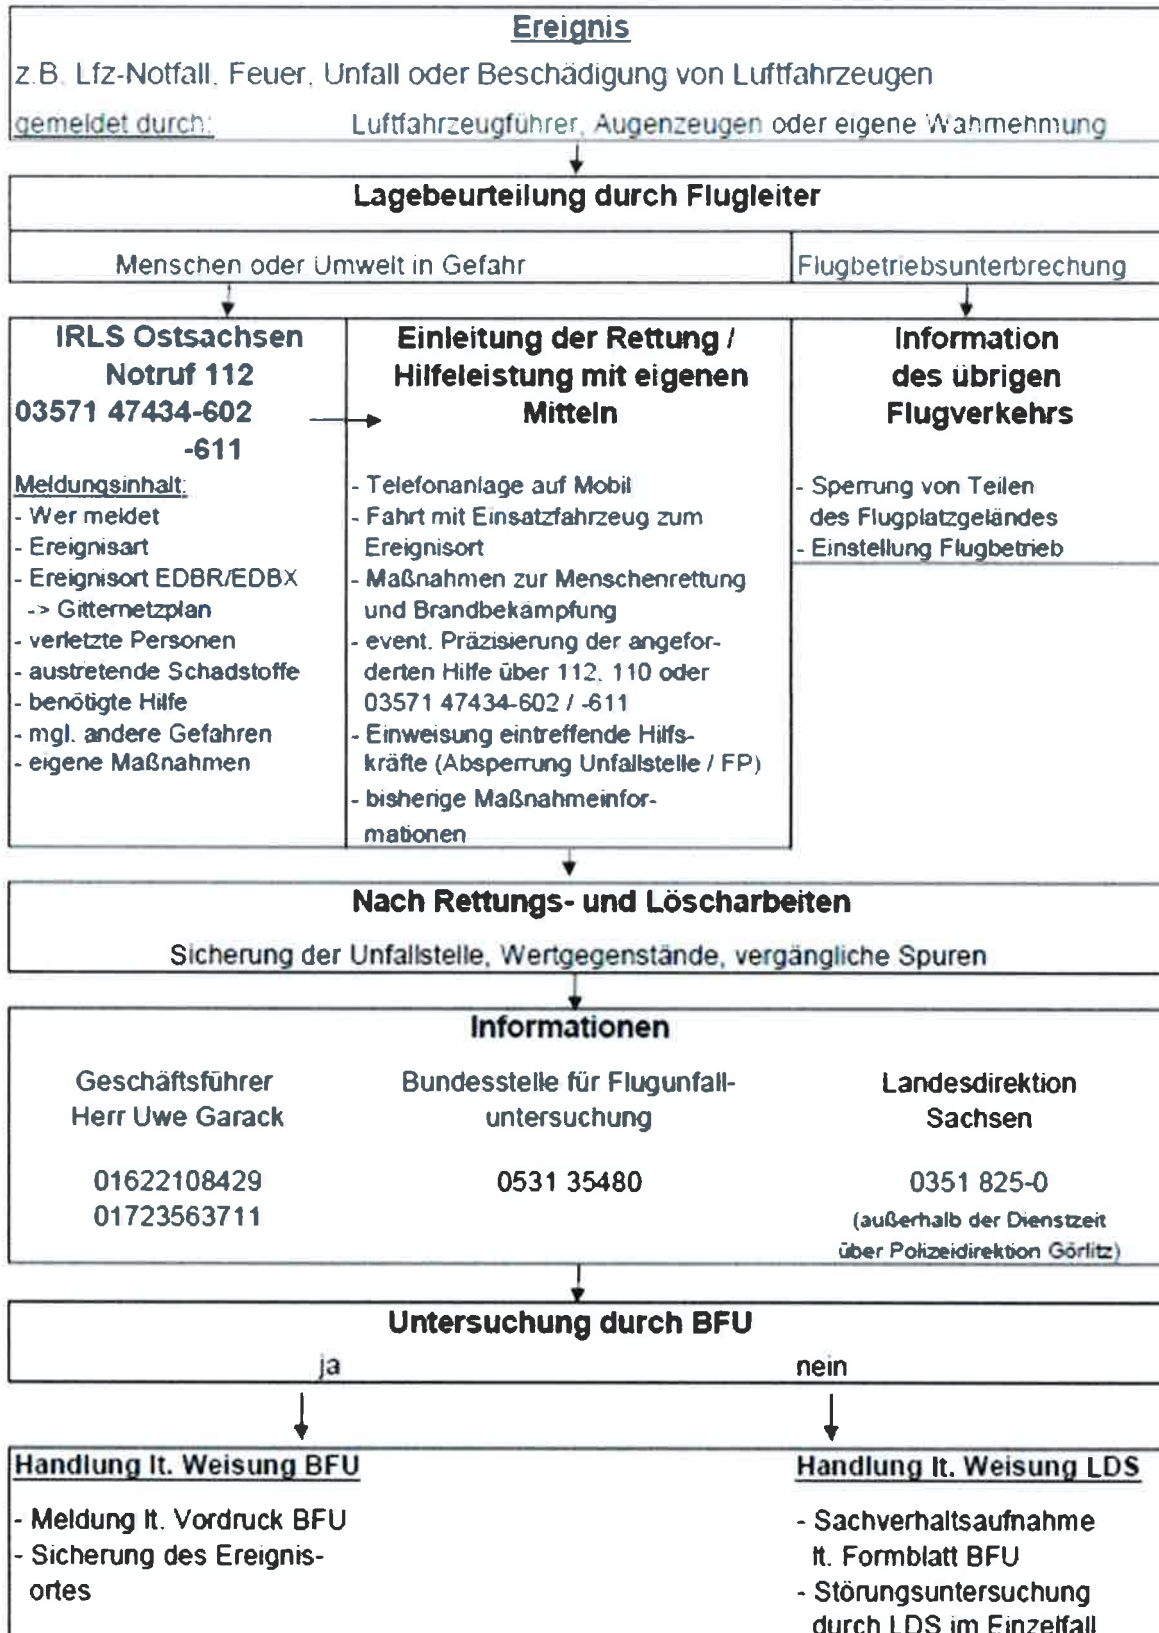 Ereignis
z.B. Lfz-Notfall, Feuer, Unfall oder Beschädigung von Luftfahrzeugen
gemeldet durch: Luftfahrzeugführer, Augenzeugen oder eigene Wahrnehmung
Lagebeurteilung durch Flugleiter
Menschen oder Umwelt in Gefahr
Flugbetriebsunterbrechung
IRLS Ostsachsen
Notruf 112
03571 47434-602
-611
Meldungsinhalt:
- Wer meldet
- Ereignisart
- Ereignisort EDBR/EDBX
-> Gitternetzplan
- verletzte Personen
- austretende Schadstoffe
- benötigte Hilfe
- mgl. andere Gefahren
- eigene Maßnahmen
Einleitung der Rettung /
Hilfeleistung mit eigenen
Mitteln
- Telefonanlage auf Mobil
- Fahrt mit Einsatzfahrzeug zum
Ereignisort
- Maßnahmen zur Menschenrettung
und Brandbekämpfung
- event. Präzisierung der angefor-
derten Hilfe über 112, 110 oder
03571 47434-602 / -611
- Einweisung eintreffende Hilfs-
kräfte (Absperrung Unfallstelle / FP)
- bisherige Maßnahmeinfor-
mationen
Information
des übrigen
Flugverkehrs
- Sperrung von Teilen
des Flugplatzgeländes
- Einstellung Flugbetrieb
Nach Rettungs- und Löscharbeiten
Sicherung der Unfallstelle, Wertgegenstände, vergängliche Spuren
Informationen
Geschäftsführer
Herr Uwe Garack
01622108429
01723563711
Bundesstelle für Flugunfall-
untersuchung
0531 35480
Landesdirektion
Sachsen
0351 825-0
(außerhalb der Dienstzeit
über Polizeidirektion Görlitz)
Untersuchung durch BFU
ja
nein
Handlung lt. Weisung BFU
- Meldung lt. Vordruck BFU
- Sicherung des Ereignis-
ortes
Handlung lt. Weisung LDS
- Sachverhaltsaufnahme
lt. Formblatt BFU
- Störungsuntersuchung
durch LDS im Einzelfall